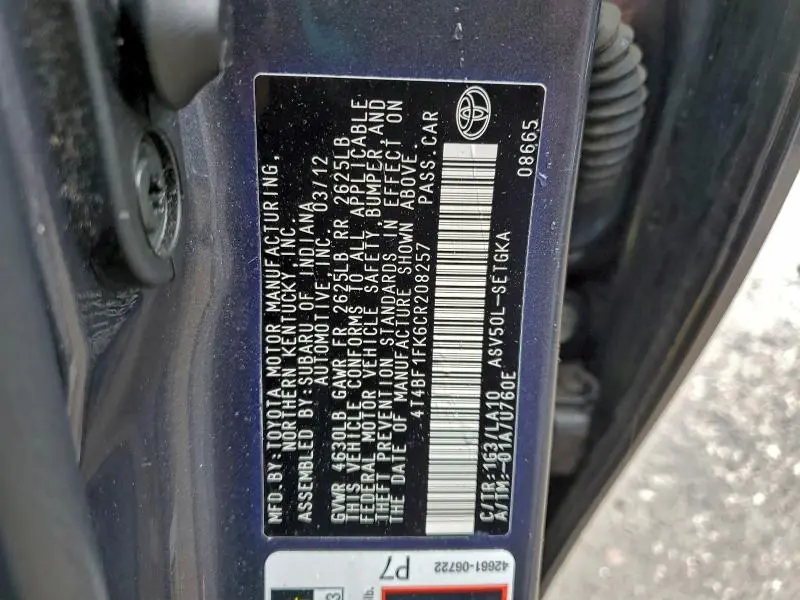 MFD.BY:TOYOTA MOTOR MANUFACTURING,
NORTHERN KENTUCKY, INC.
ASSEMBLED BY:SUBARU OF INDIANA
AUTOMOTIVE, INC. 03/12
GVWR 4630LB GAWR FR 2625LB RR 2625LB
THIS VEHICLE CONFORMS TO ALL APPLICABLE
FEDERAL MOTOR VEHICLE SAFETY, BUMPER, AND
THEFT PREVENTION STANDARDS IN EFFECT ON
THE DATE OF MANUFACTURE SHOWN ABOVE.
4T4BF1FK6CR208257 PASS. CAR
C/TR:1G3/LA10 ASV50L-SETGKA
A/TM:-01A/U760E 08665
42661-06722
P7